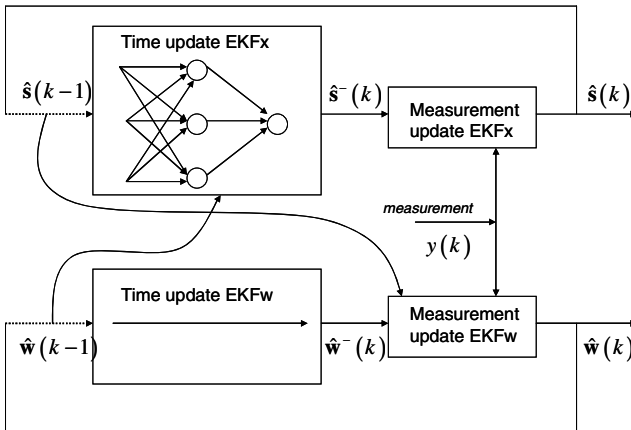 Time update EKFx
ŝ(k−1)
ŝ⁻(k)
Measurement
update EKFx
ŝ(k)
measurement
y(k)
Time update EKFw
ŵ(k−1)
ŵ⁻(k)
Measurement
update EKFw
ŵ(k)